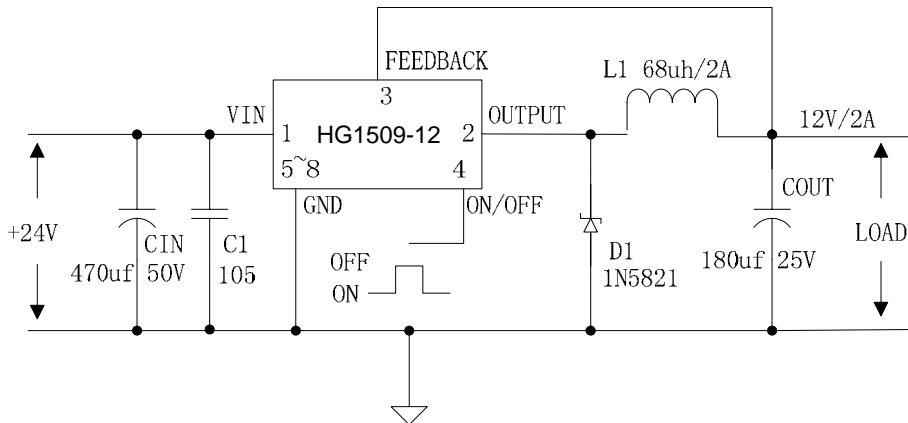 FEEDBACK
L1 68uh/2A
3
VIN
OUTPUT
12V/2A
1
HG1509-12
2
5~8
4
GND
ON/OFF
COUT
+24V
CIN
C1
OFF
D1
LOAD
470uf 50V
105
ON
1N5821
180uf 25V